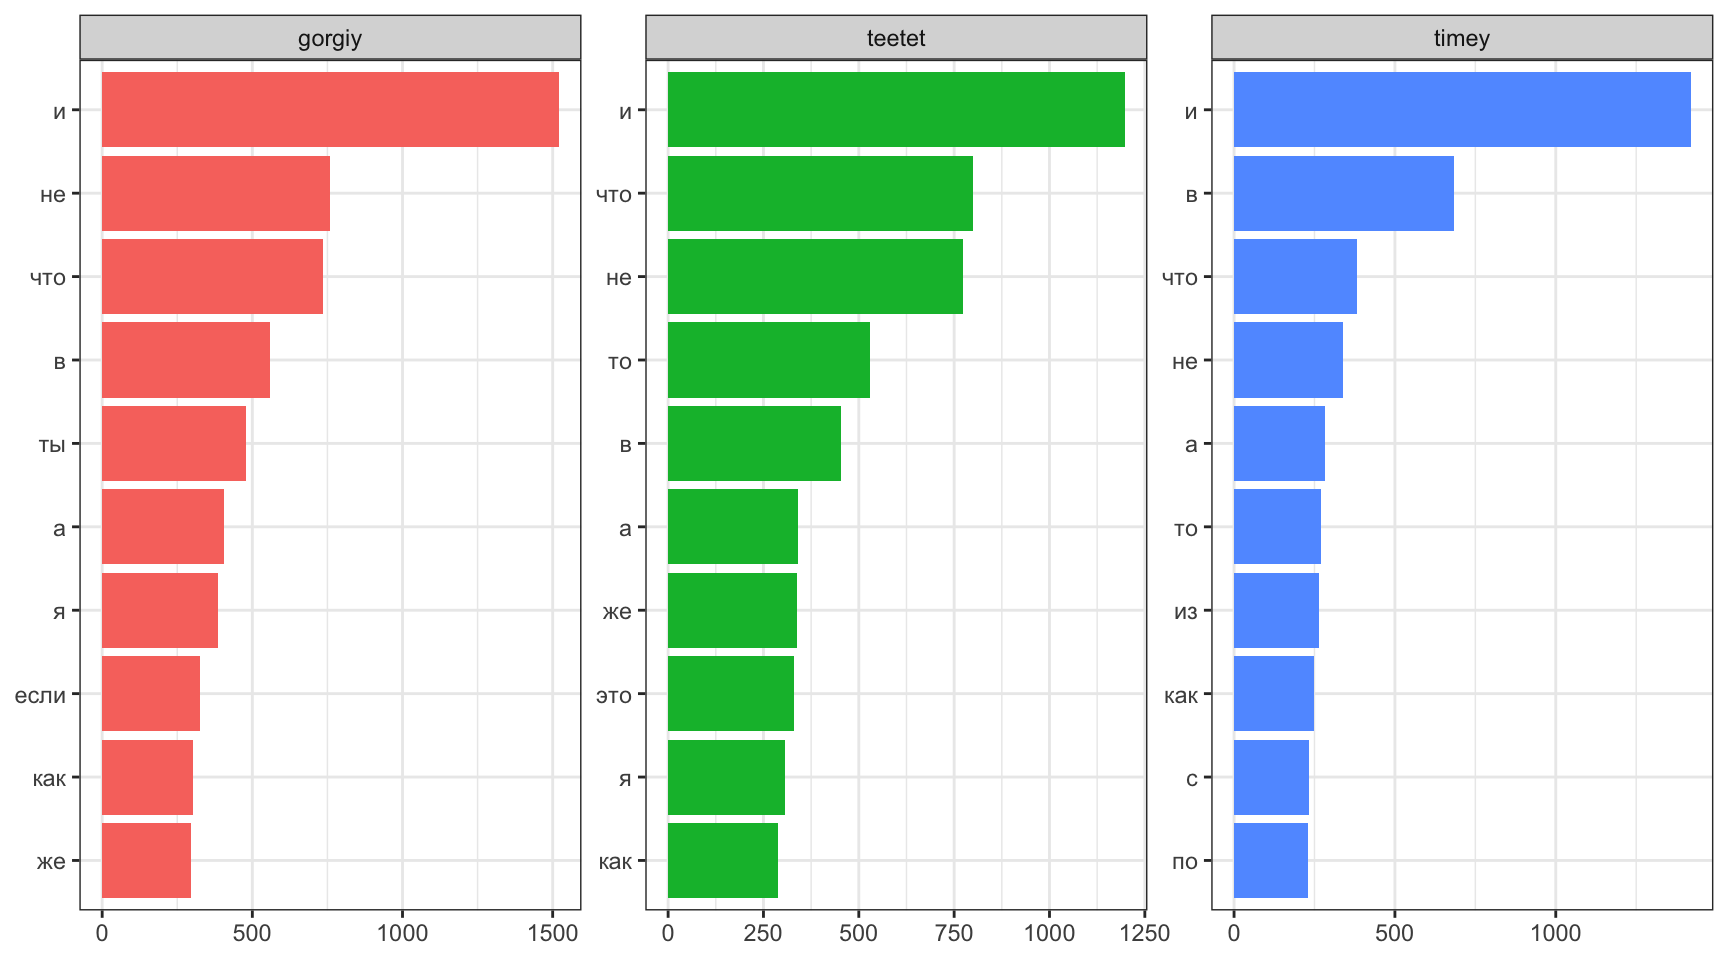 gorgiy
и
не
что
в
ты
а
я
если
как
же
0 500 1000 1500
teetet
и
что
не
то
в
а
же
это
я
как
0 250 500 750 1000 1250
timey
и
в
что
не
а
то
из
как
с
по
0 500 1000